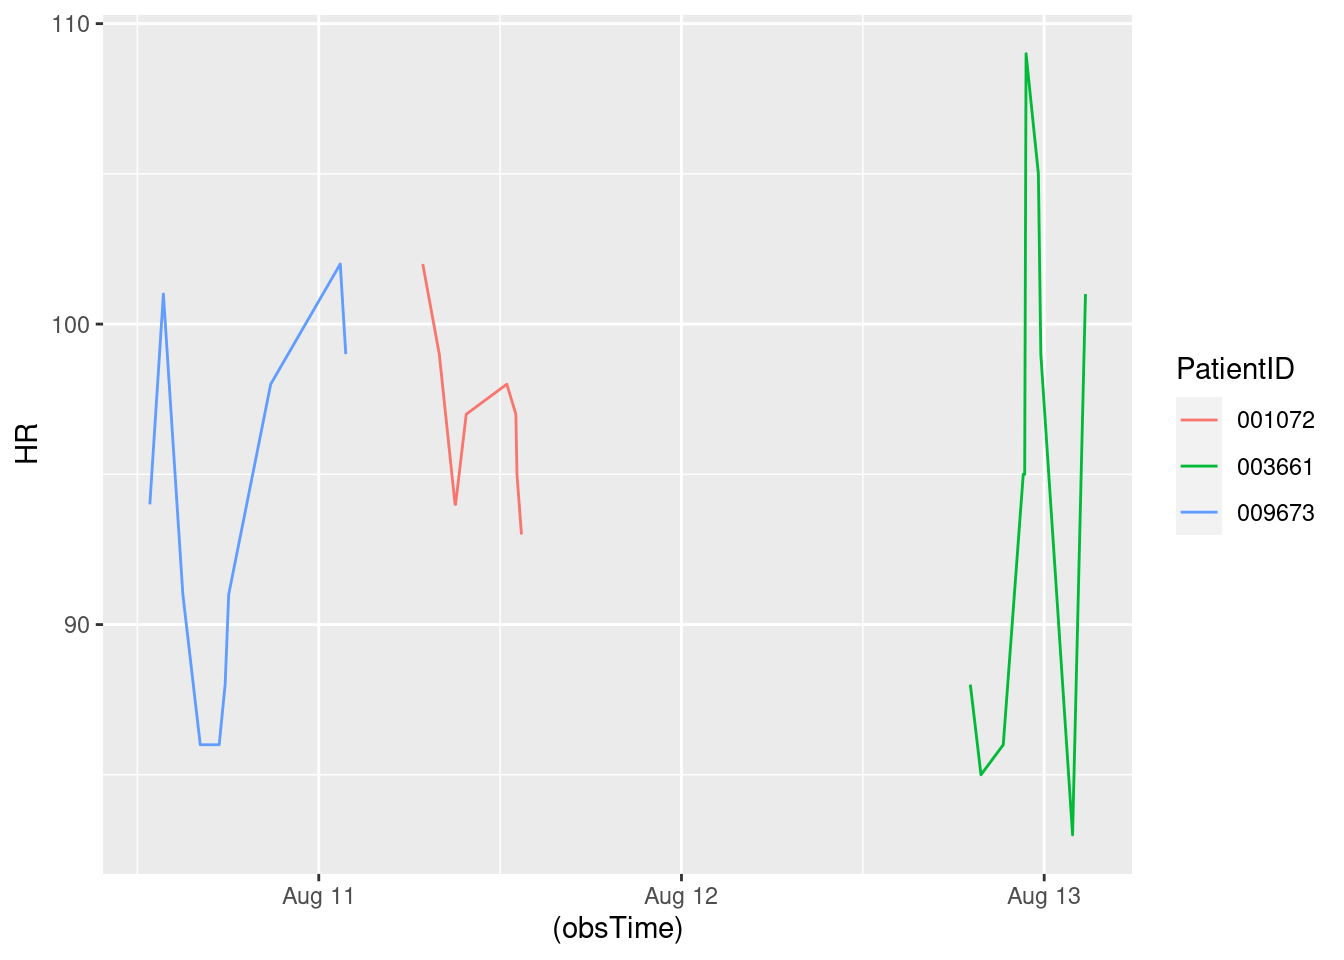 110
100
90
HR
Aug 11
Aug 12
Aug 13
(obsTime)
PatientID
001072
003661
009673